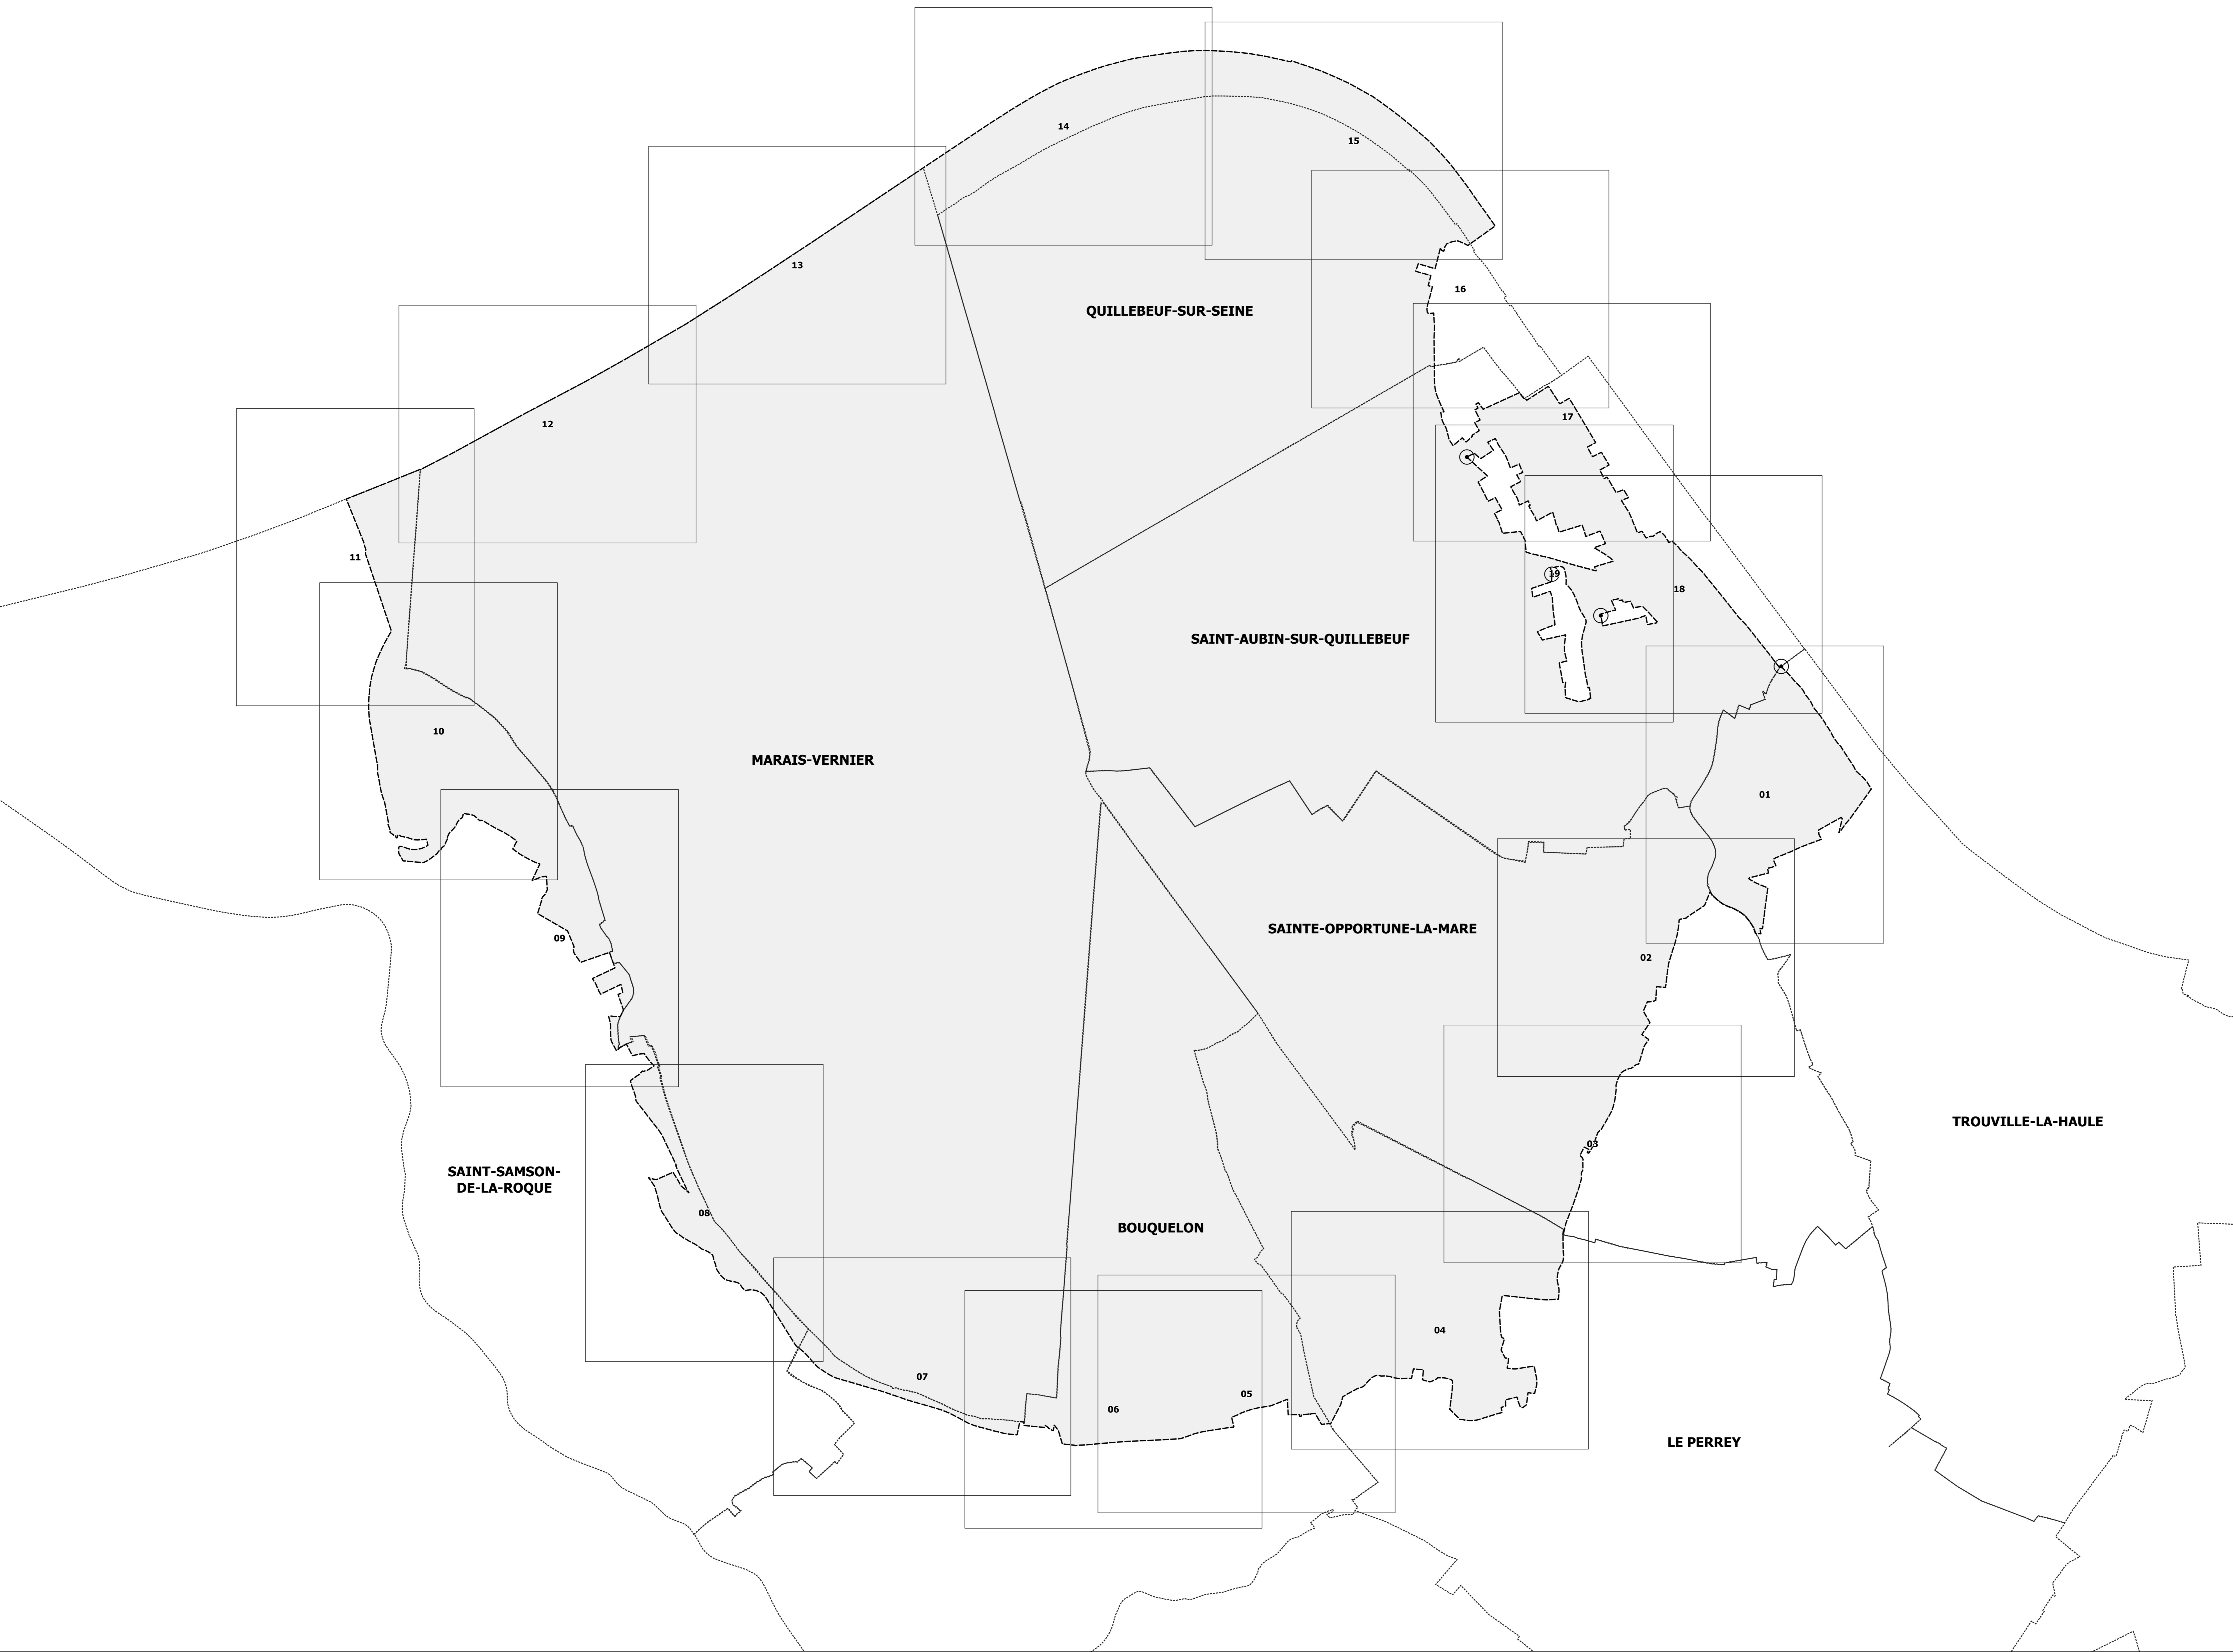 14
15
13
16
QUILLEBEUF-SUR-SEINE
17
12
11
19
18
SAINT-AUBIN-SUR-QUILLEBEUF
10
MARAIS-VERNIER
01
SAINTE-OPPORTUNE-LA-MARE
09
02
TROUVILLE-LA-HAULE
03
SAINT-SAMSON-
DE-LA-ROQUE
08
BOUQUELON
04
07
05
06
LE PERREY